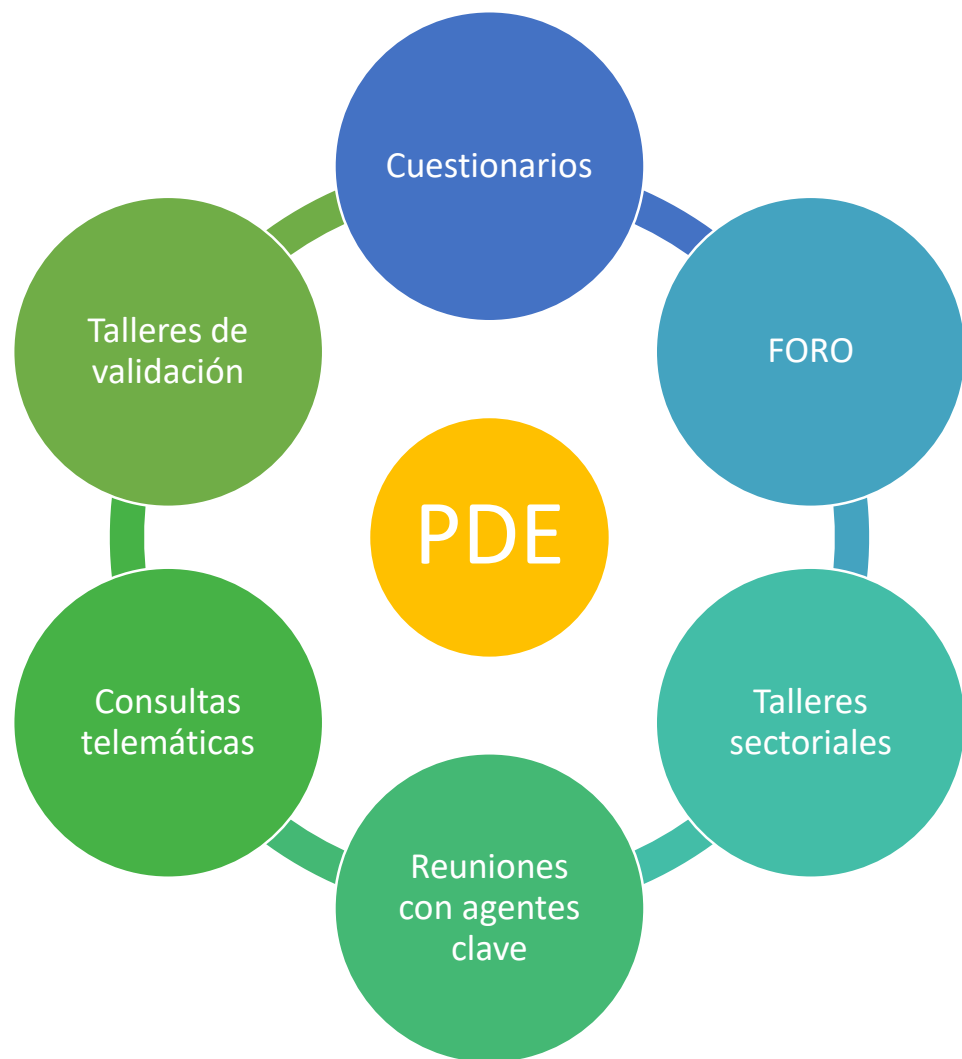 Cuestionarios
FORO
Talleres
sectoriales
Reuniones
con agentes
clave
Consultas
telemáticas
Talleres de
validación
PDE